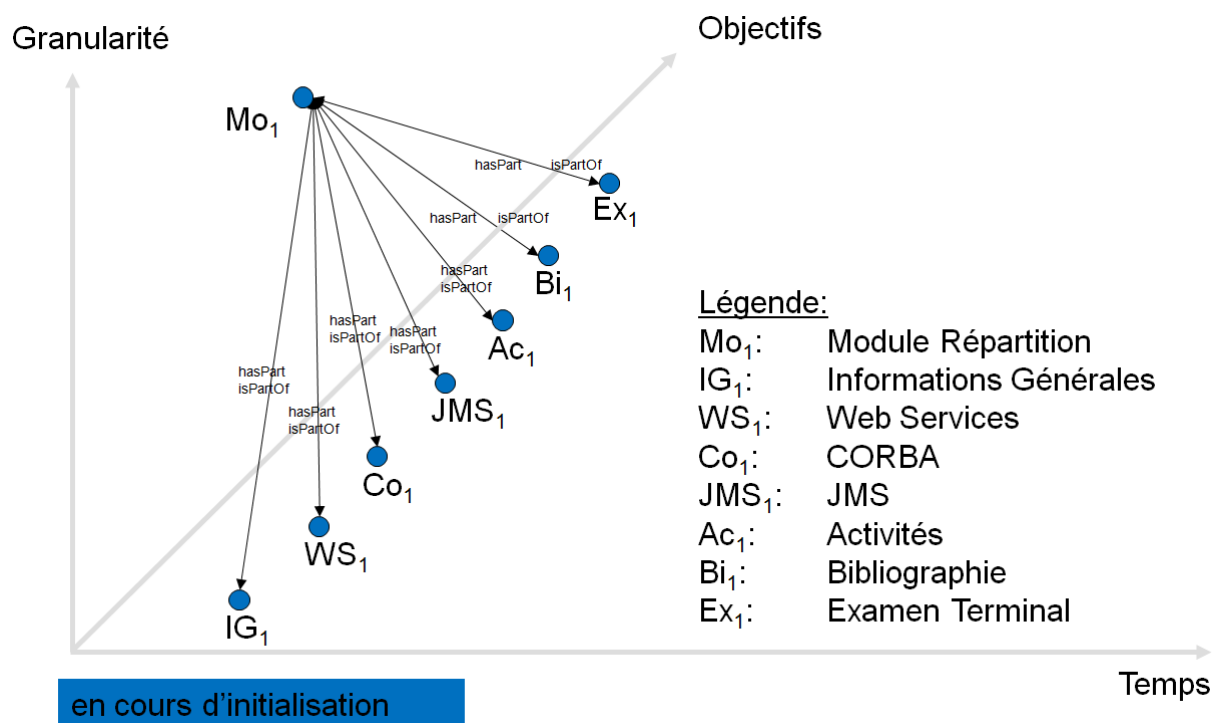 Granularité
Objectifs
Mo₁
hasPart isPartOf
Ex₁
hasPart isPartOf
Bi₁
hasPart
isPartOf
Ac₁
hasPart
isPartOf
JMS₁
hasPart
isPartOf
Co₁
hasPart
isPartOf
WS₁
hasPart
isPartOf
IG₁
Légende:
Mo₁: Module Répartition
IG₁: Informations Générales
WS₁: Web Services
Co₁: CORBA
JMS₁: JMS
Ac₁: Activités
Bi₁: Bibliographie
Ex₁: Examen Terminal
Temps
en cours d’initialisation